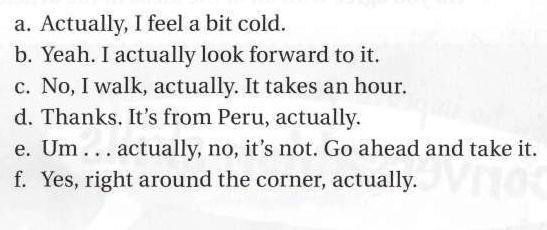 a. Actually, I feel a bit cold.
b. Yeah. I actually look forward to it.
c. No, I walk, actually. It takes an hour.
d. Thanks. It's from Peru, actually.
e. Um . . . actually, no, it's not. Go ahead and take it.
f. Yes, right around the corner, actually.